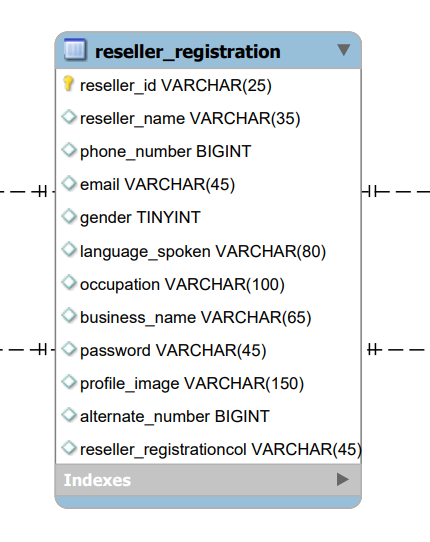 reseller_registration
reseller_id VARCHAR(25)
reseller_name VARCHAR(35)
phone_number BIGINT
email VARCHAR(45)
gender TINYINT
language_spoken VARCHAR(80)
occupation VARCHAR(100)
business_name VARCHAR(65)
password VARCHAR(45)
profile_image VARCHAR(150)
alternate_number BIGINT
reseller_registrationcol VARCHAR(45)
Indexes